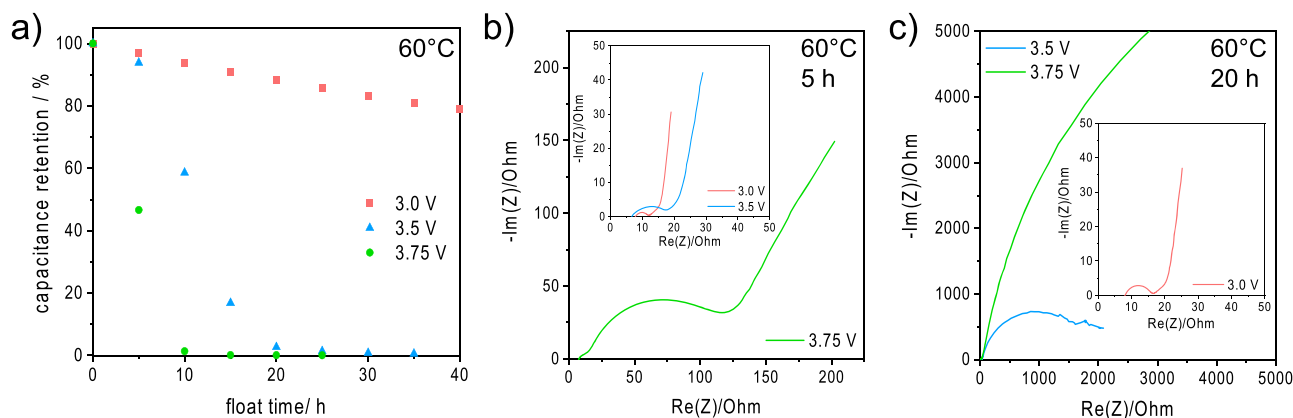 a)
60°C
100
80
60
40
20
0
capacitance retention / %
3.0 V
3.5 V
3.75 V
0
10
20
30
40
float time/ h
b)
60°C
5 h
200
150
100
50
0
-Im(Z)/Ohm
0
50
100
150
200
Re(Z)/Ohm
3.75 V
50
40
30
20
10
0
-Im(Z)/Ohm
0
10
20
30
40
50
Re(Z)/Ohm
3.0 V
3.5 V
c)
3.5 V
3.75 V
60°C
20 h
5000
4000
3000
2000
1000
0
-Im(Z)/Ohm
0
1000
2000
3000
4000
5000
Re(Z)/Ohm
50
40
30
20
10
0
-Im(Z)/Ohm
0
10
20
30
40
50
Re(Z)/Ohm
3.0 V